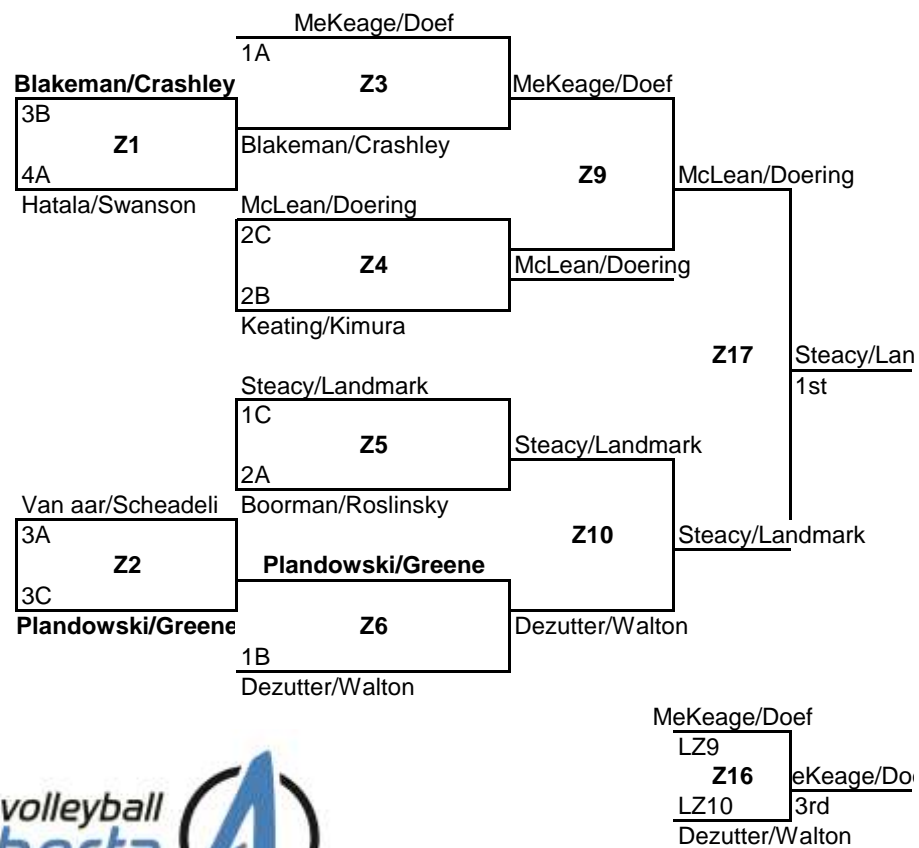 MeKeage/Doef
1A
Blakeman/Crashley
Z3
MeKeage/Doef
3B
Z1
Blakeman/Crashley
4A
Z9
McLean/Doering
Hatala/Swanson
McLean/Doering
2C
Z4
McLean/Doering
2B
Keating/Kimura
Z17
Steacy/Lan
Steacy/Landmark
1st
1C
Z5
Steacy/Landmark
2A
Van aar/Scheadeli
Boorman/Roslinsky
3A
Z10
Steacy/Landmark
Z2
Plandowski/Greene
3C
Plandowski/Greene
Z6
Dezutter/Walton
1B
Dezutter/Walton
MeKeage/Doef
LZ9
Z16
eKeage/Do
LZ10
3rd
Dezutter/Walton
volleyball